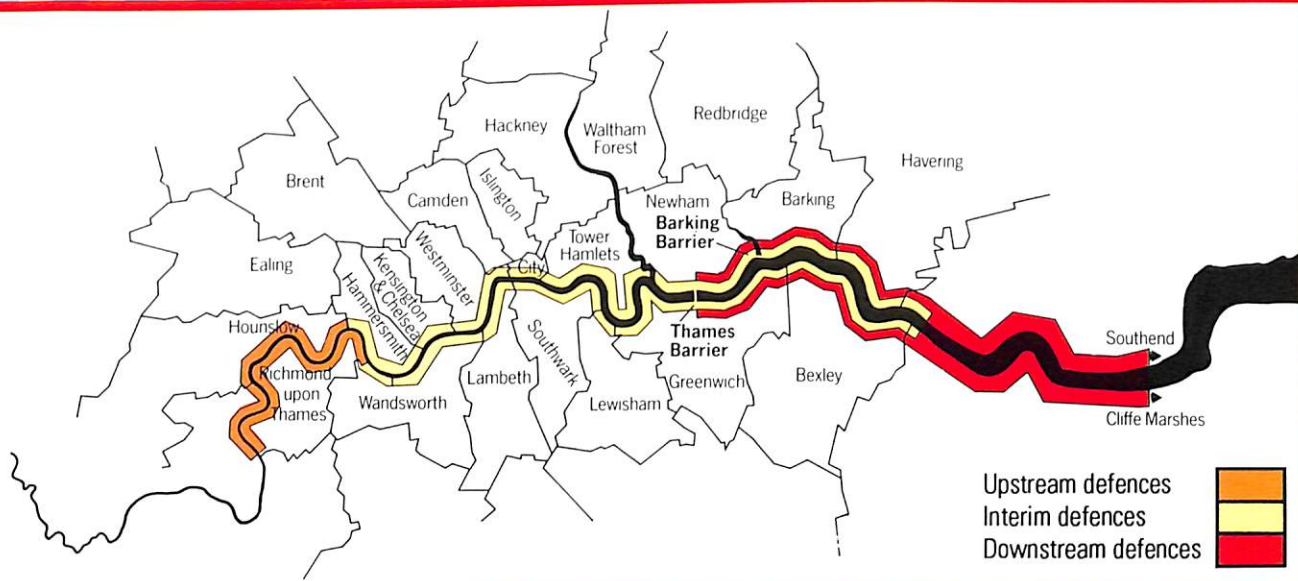 Hackney
Waltham
Forest
Redbridge
Havering
Brent
Camden
Islington
Newham
Barking
Barking
Barrier
Tower
Hamlets
Ealing
Westminster
Kensington
& Chelsea
Hammersmith
City
Hounslow
Richmond
upon
Thames
Wandsworth
Lambeth
Southwark
Lewisham
Thames
Barrier
Greenwich
Bexley
Southend
Cliffe Marshes
Upstream defences
Interim defences
Downstream defences